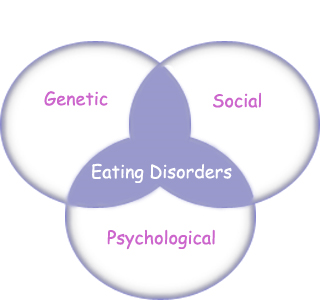 Genetic
Social
Eating Disorders
Psychological